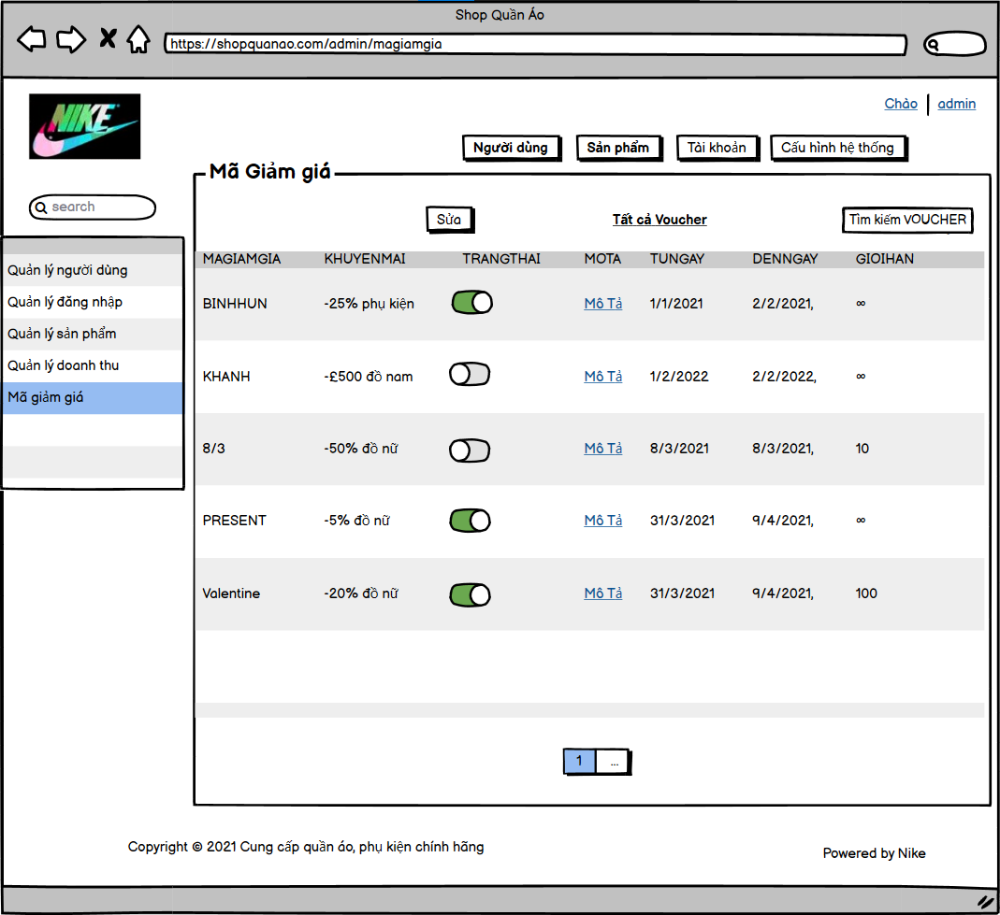 Shop Quần Áo
https://shopquanao.com/admin/magiamgia
NIKE
Chào admin
Người dùng Sản phẩm Tài khoản Cấu hình hệ thống
Mã Giảm giá
search
Sửa Tất cả Voucher Tìm kiếm VOUCHER
MAGIAMGIA KHUYENMAI TRANGTHAI MOTA TUNGAY DENNGAY GIOIHAN
Quản lý người dùng
Quản lý đăng nhập
Quản lý sản phẩm
Quản lý doanh thu
Mã giảm giá
BINHHUN -25% phụ kiện Mô Tả 1/1/2021 2/2/2021, ∞
KHANH -£500 đồ nam Mô Tả 1/2/2022 2/2/2022, ∞
8/3 -50% đồ nữ Mô Tả 8/3/2021 8/3/2021, 10
PRESENT -5% đồ nữ Mô Tả 31/3/2021 9/4/2021, ∞
Valentine -20% đồ nữ Mô Tả 31/3/2021 9/4/2021, 100
1 ...
Copyright © 2021 Cung cấp quần áo, phụ kiện chính hãng
Powered by Nike